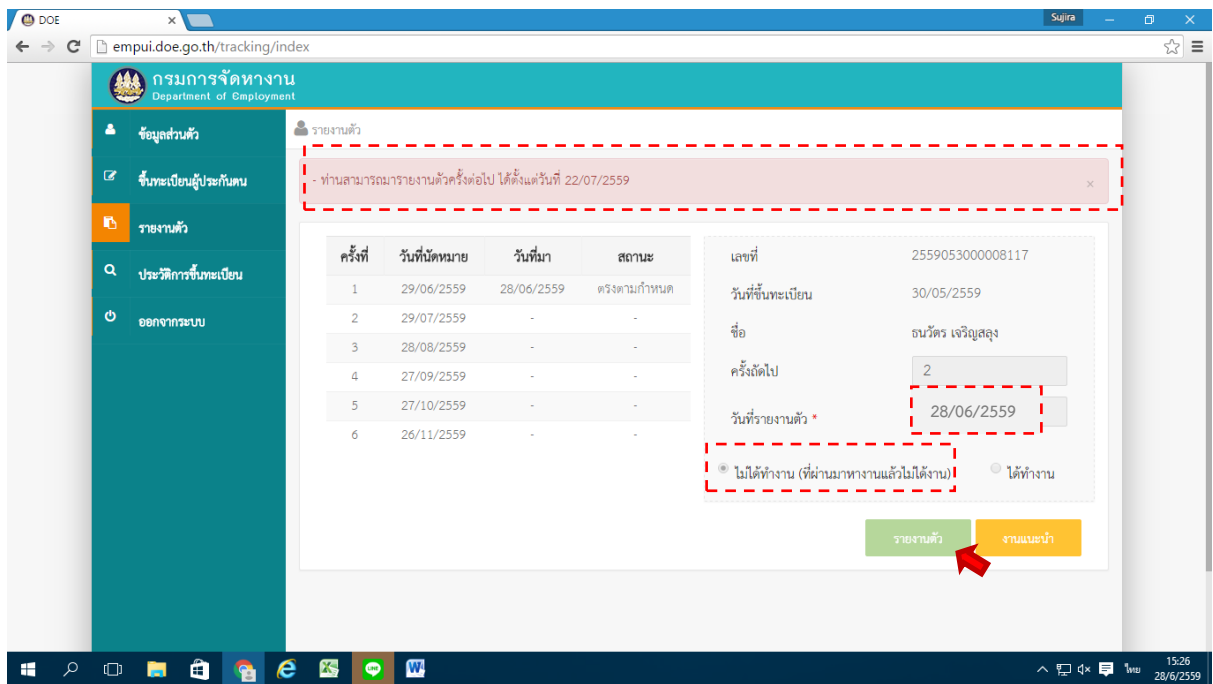 DOE
Sujira
empui.doe.go.th/tracking/index
กรมการจัดหางาน
Department of Employment
ข้อมูลส่วนตัว
ขึ้นทะเบียนผู้ประกันตน
รายงานตัว
ประวัติการขึ้นทะเบียน
ออกจากระบบ
รายงานตัว
- ท่านสามารถมารายงานตัวครั้งต่อไป ได้ตั้งแต่วันที่ 22/07/2559
×
ครั้งที่ วันที่นัดหมาย วันที่มา สถานะ
1 29/06/2559 28/06/2559 ตรงตามกำหนด
2 29/07/2559 - -
3 28/08/2559 - -
4 27/09/2559 - -
5 27/10/2559 - -
6 26/11/2559 - -
เลขที่ 2559053000008117
วันที่ขึ้นทะเบียน 30/05/2559
ชื่อ ธนวัตร เจริญสลุง
ครั้งถัดไป 2
วันที่รายงานตัว * 28/06/2559
ไม่ได้ทำงาน (ที่ผ่านมาหางานแล้วไม่ได้งาน) ได้ทำงาน
รายงานตัว งานแนะนำ
LINE
ไทย
15:26
28/6/2559